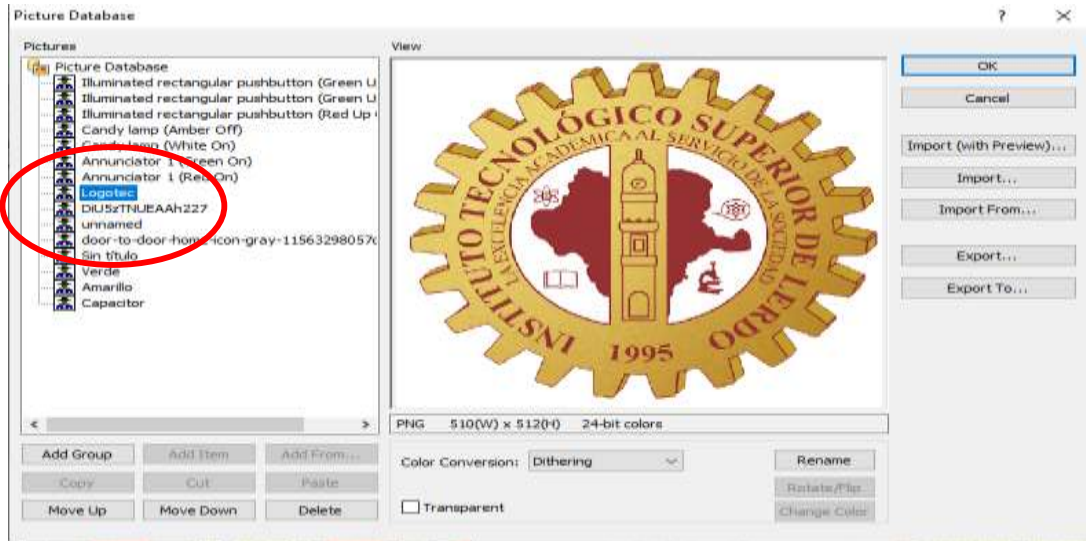 Picture Database
?
Pictures
Picture Database
Illuminated rectangular pushbutton (Green U
Illuminated rectangular pushbutton (Green U
Illuminated rectangular pushbutton (Red Up
Candy lamp (Amber Off)
Candy lamp (White On)
Annunciator 1 (Green On)
Annunciator 1 (Red On)
Logotec
DiU5zTNUEAAh227
unnamed
door-to-door-home-icon-gray-11563298057
Sin título
Verde
Amarillo
Capacitor
Add Group
Add Item
Add From...
Copy
Cut
Paste
Move Up
Move Down
Delete
View
INSTITUTO TECNOLÓGICO SUPERIOR DE LERDO
LA EXCELENCIA ACADEMICA AL SERVICIO DE LA SOCIEDAD
1995
PNG 510(W) x 512(H) 24-bit colors
Color Conversion: Dithering
Transparent
Rename
Rotate/Flip
Change Color
OK
Cancel
Import (with Preview)...
Import...
Import From...
Export...
Export To...